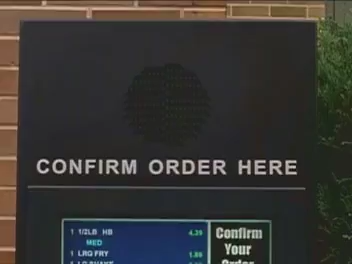 CONFIRM ORDER HERE
1 1/2LB HB 4.39 Confirm
MED Your
1 LRG FRY 1.89 Order